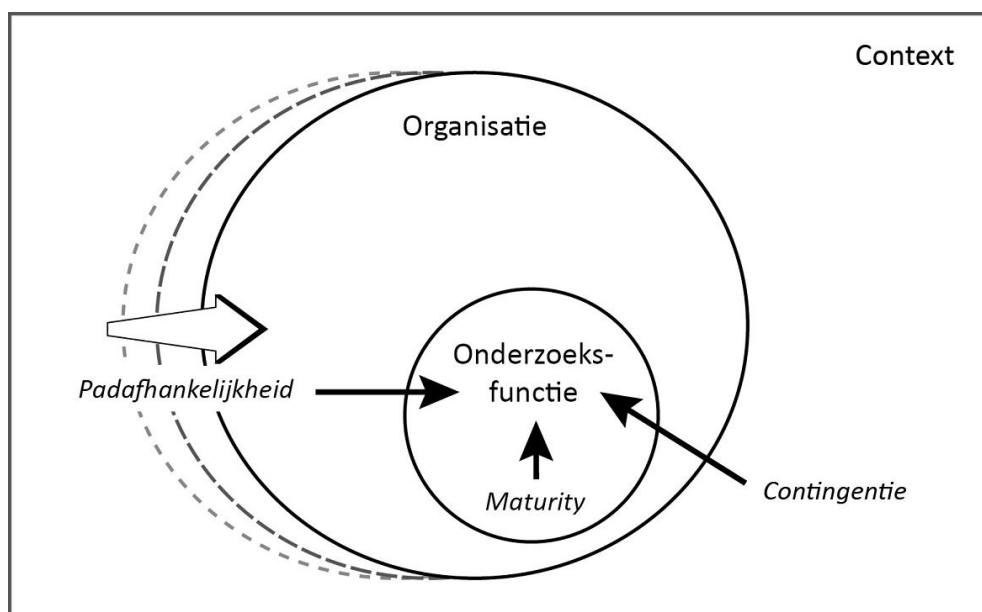 Context
Organisatie
Onderzoeks-
functie
Padafhankelijkheid
Maturity
Contingentie